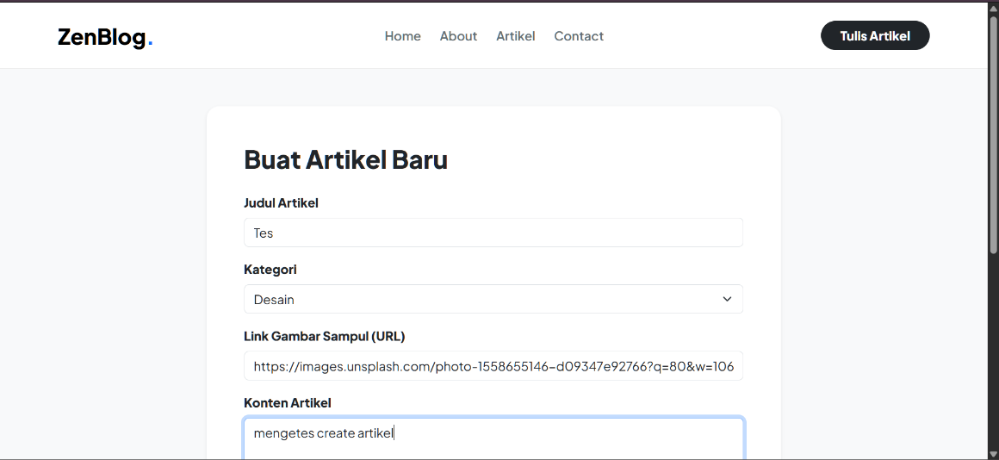 ZenBlog.
Home About Artikel Contact
Tulis Artikel
Buat Artikel Baru
Judul Artikel
Tes
Kategori
Desain
Link Gambar Sampul (URL)
https://images.unsplash.com/photo-1558655146-d09347e92766?q=80&w=106
Konten Artikel
mengetes create artikel